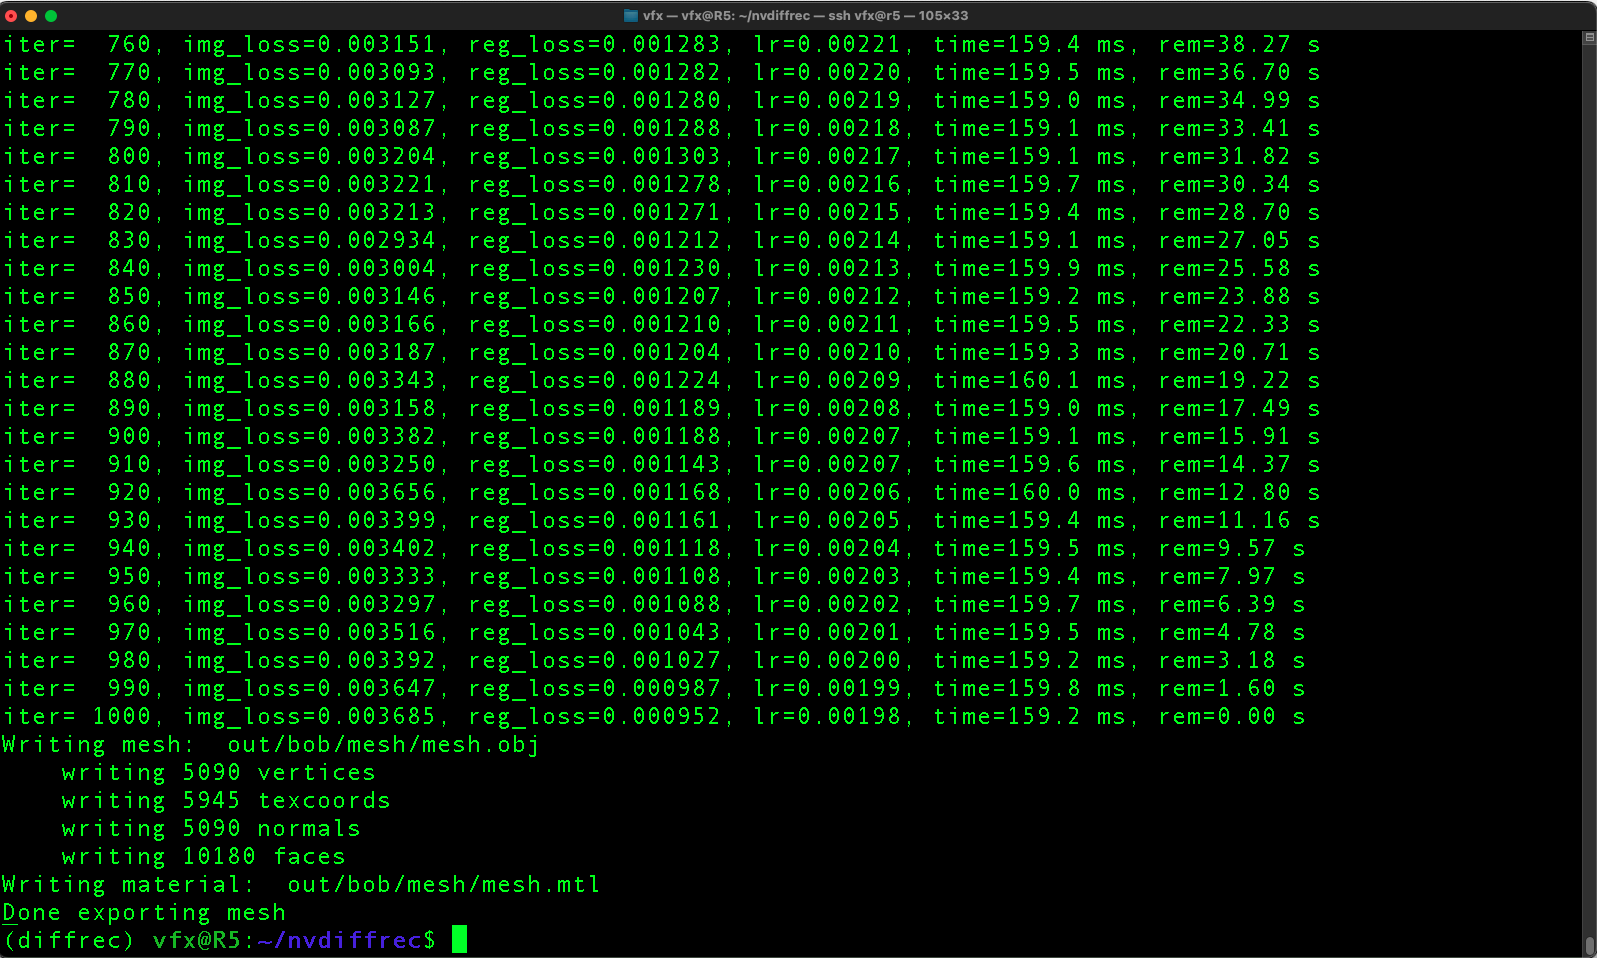 vfx — vfx@R5: ~/nvdiffrec — ssh vfx@r5 — 105×33
iter=  760, img_loss=0.003151, reg_loss=0.001283, lr=0.00221, time=159.4 ms, rem=38.27 s
iter=  770, img_loss=0.003093, reg_loss=0.001282, lr=0.00220, time=159.5 ms, rem=36.70 s
iter=  780, img_loss=0.003127, reg_loss=0.001280, lr=0.00219, time=159.0 ms, rem=34.99 s
iter=  790, img_loss=0.003087, reg_loss=0.001288, lr=0.00218, time=159.1 ms, rem=33.41 s
iter=  800, img_loss=0.003204, reg_loss=0.001303, lr=0.00217, time=159.1 ms, rem=31.82 s
iter=  810, img_loss=0.003221, reg_loss=0.001278, lr=0.00216, time=159.7 ms, rem=30.34 s
iter=  820, img_loss=0.003213, reg_loss=0.001271, lr=0.00215, time=159.4 ms, rem=28.70 s
iter=  830, img_loss=0.002934, reg_loss=0.001212, lr=0.00214, time=159.1 ms, rem=27.05 s
iter=  840, img_loss=0.003004, reg_loss=0.001230, lr=0.00213, time=159.9 ms, rem=25.58 s
iter=  850, img_loss=0.003146, reg_loss=0.001207, lr=0.00212, time=159.2 ms, rem=23.88 s
iter=  860, img_loss=0.003166, reg_loss=0.001210, lr=0.00211, time=159.5 ms, rem=22.33 s
iter=  870, img_loss=0.003187, reg_loss=0.001204, lr=0.00210, time=159.3 ms, rem=20.71 s
iter=  880, img_loss=0.003343, reg_loss=0.001224, lr=0.00209, time=160.1 ms, rem=19.22 s
iter=  890, img_loss=0.003158, reg_loss=0.001189, lr=0.00208, time=159.0 ms, rem=17.49 s
iter=  900, img_loss=0.003382, reg_loss=0.001188, lr=0.00207, time=159.1 ms, rem=15.91 s
iter=  910, img_loss=0.003250, reg_loss=0.001143, lr=0.00207, time=159.6 ms, rem=14.37 s
iter=  920, img_loss=0.003656, reg_loss=0.001168, lr=0.00206, time=160.0 ms, rem=12.80 s
iter=  930, img_loss=0.003399, reg_loss=0.001161, lr=0.00205, time=159.4 ms, rem=11.16 s
iter=  940, img_loss=0.003402, reg_loss=0.001118, lr=0.00204, time=159.5 ms, rem=9.57 s
iter=  950, img_loss=0.003333, reg_loss=0.001108, lr=0.00203, time=159.4 ms, rem=7.97 s
iter=  960, img_loss=0.003297, reg_loss=0.001088, lr=0.00202, time=159.7 ms, rem=6.39 s
iter=  970, img_loss=0.003516, reg_loss=0.001043, lr=0.00201, time=159.5 ms, rem=4.78 s
iter=  980, img_loss=0.003392, reg_loss=0.001027, lr=0.00200, time=159.2 ms, rem=3.18 s
iter=  990, img_loss=0.003647, reg_loss=0.000987, lr=0.00199, time=159.8 ms, rem=1.60 s
iter= 1000, img_loss=0.003685, reg_loss=0.000952, lr=0.00198, time=159.2 ms, rem=0.00 s
Writing mesh:  out/bob/mesh/mesh.obj
    writing 5090 vertices
    writing 5945 texcoords
    writing 5090 normals
    writing 10180 faces
Writing material:  out/bob/mesh/mesh.mtl
Done exporting mesh
(diffrec) vfx@R5:~/nvdiffrec$